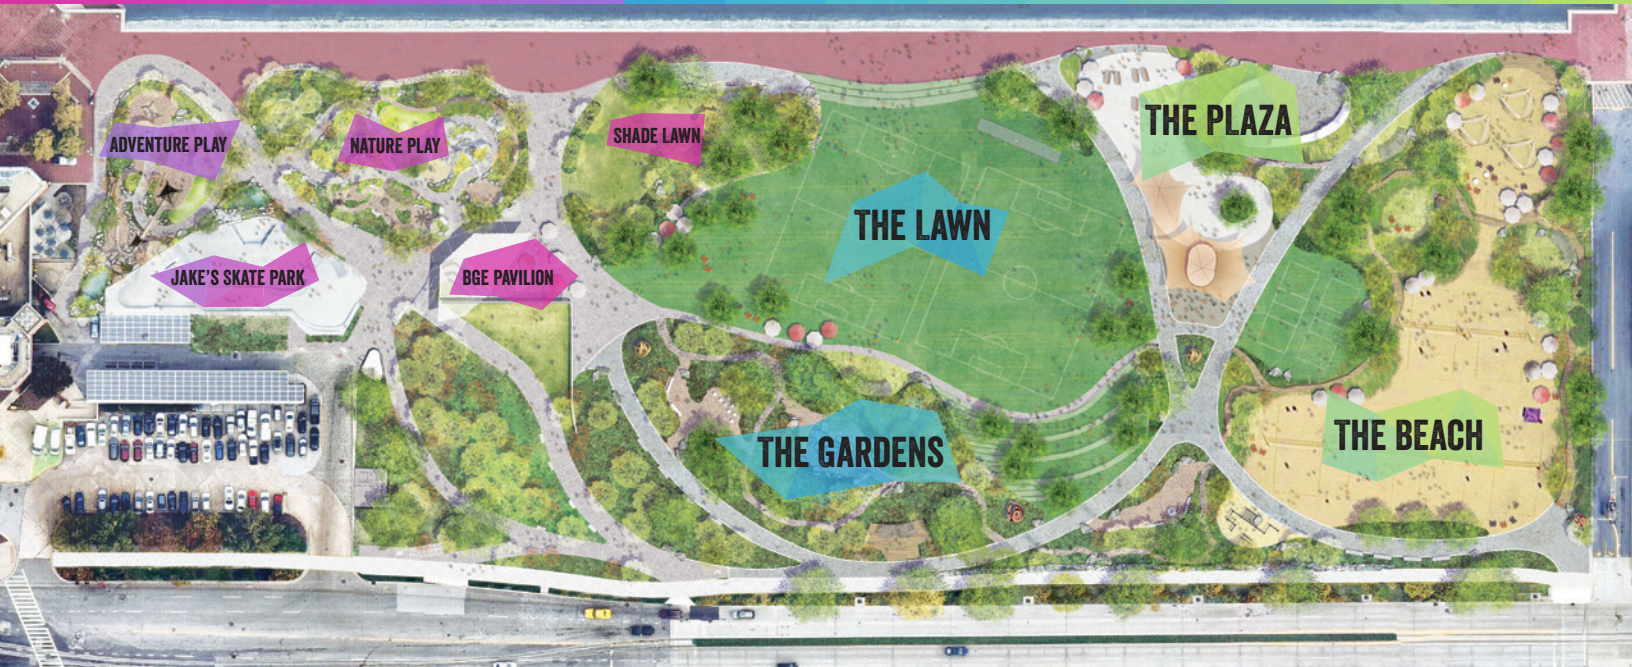 THE PLAZA
ADVENTURE PLAY
NATURE PLAY
SHADE LAWN
THE LAWN
JAKE'S SKATE PARK
BGE PAVILION
THE GARDENS
THE BEACH